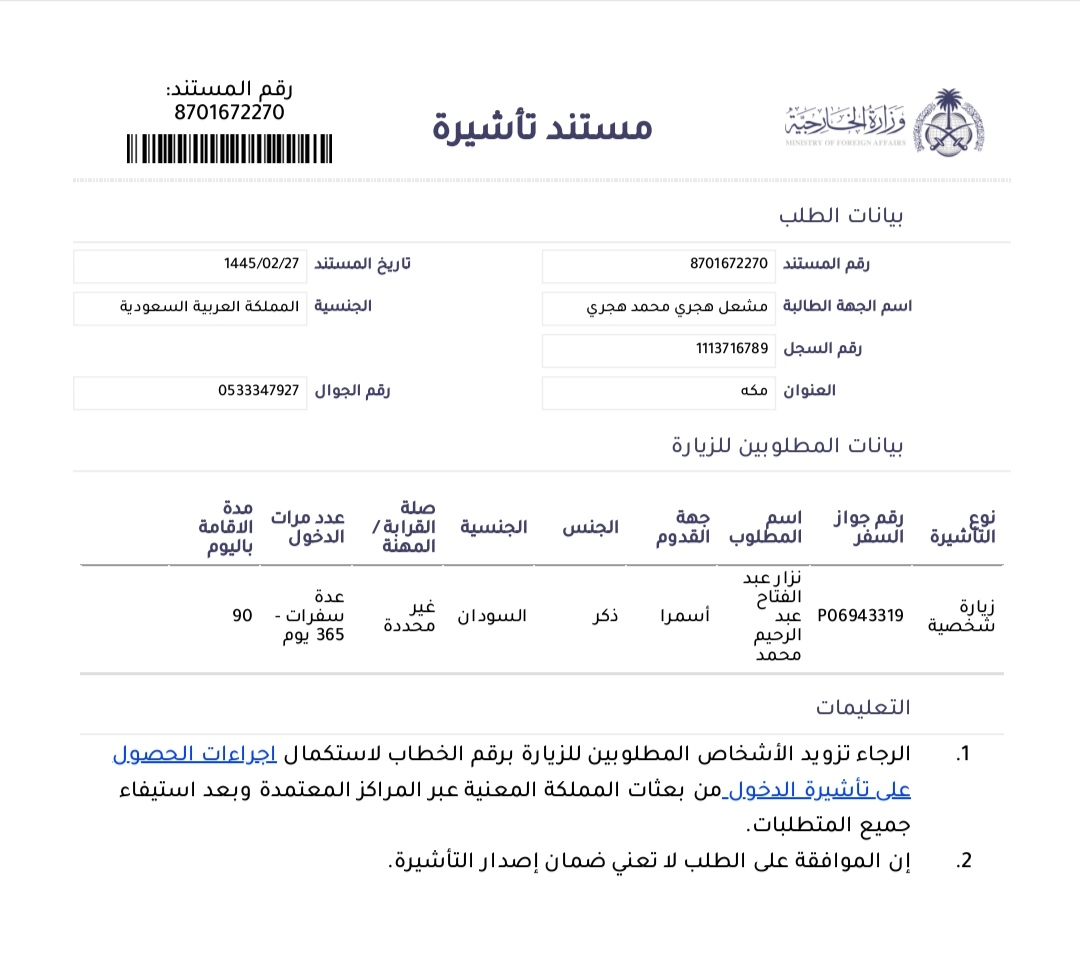 وزارة الخارجية
MINISTRY OF FOREIGN AFFAIRS
مستند تأشيرة
رقم المستند:
8701672270
بيانات الطلب
رقم المستند 8701672270 تاريخ المستند 1445/02/27
اسم الجهة الطالبة مشعل هجري محمد هجري الجنسية المملكة العربية السعودية
رقم السجل 1113716789
العنوان مكه رقم الجوال 0533347927
بيانات المطلوبين للزيارة
نوع التأشيرة
رقم جواز السفر
اسم المطلوب
جهة القدوم
الجنس
الجنسية
صلة القرابة / المهنة
عدد مرات الدخول
مدة الاقامة باليوم
زيارة شخصية
P06943319
نزار عبد الفتاح عبد الرحيم محمد
أسمرا
ذكر
السودان
غير محددة
عدة سفرات - 365 يوم
90
التعليمات
1. الرجاء تزويد الأشخاص المطلوبين للزيارة برقم الخطاب لاستكمال اجراءات الحصول
على تأشيرة الدخول من بعثات المملكة المعنية عبر المراكز المعتمدة وبعد استيفاء
جميع المتطلبات.
2. إن الموافقة على الطلب لا تعني ضمان إصدار التأشيرة.